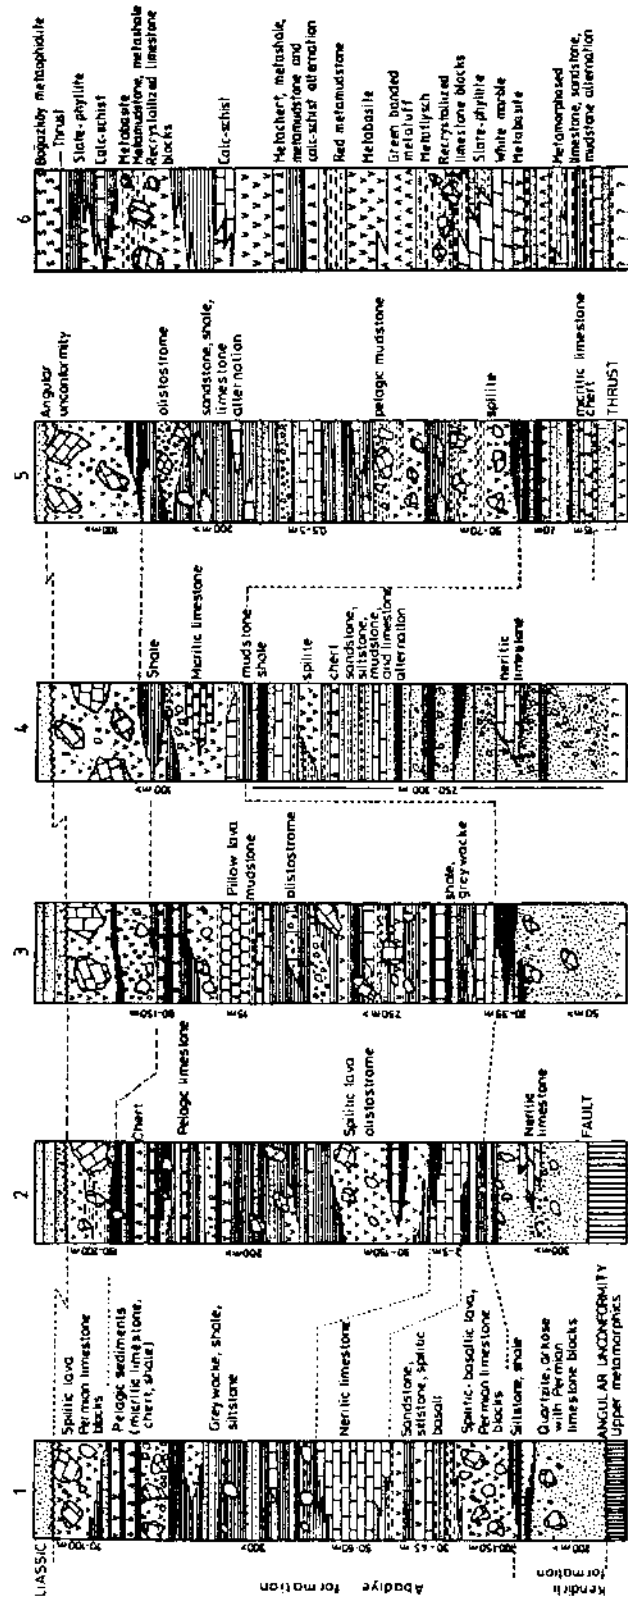 1
LIASSIC
Spilitic lava
Permian limestone
blocks
Pelagic sediments
(micritic limestone,
chert, shale)
Greywacke, shale,
siltstone
Neritic limestone
Sandstone,
siltstone, spilitic
basalt
Spilitic-basaltic lava,
Permian limestone
blocks
Siltstone, shale
Quartzite, arkose
with Permian
limestone blocks
ANGULAR UNCONFORMITY
Upper metamorphics
Abadiye formation
Kendirli
formation
2
Chert
Pelagic limestone
Spilitic lava
olistostrome
Neritic
limestone
FAULT
3
Pillow lava
mudstone
olistostrome
shale,
greywacke
4
Shale
Micritic limestone
mudstone
shale
spilite
chert
sandstone,
siltstone,
mudstone,
and limestone
alternation
neritic
limestone
250-300 m
5
Angular
unconformity
olistostrome
sandstone, shale,
limestone
alternation
pelagic mudstone
spilite
micritic limestone
chert
THRUST
6
Boğazköy metaophiolite
Thrust
Slate-phyllite
Calc-schist
Metabasite
Metamudstone, metashale
Recrystallized limestone
blocks
Calc-schist
Metachert, metashale,
metamudstone and
calc-schist alternation
Red metamudstone
Metabasite
Green banded
metatuff
Metaflysch
Recrystallized
limestone blocks
Slate-phyllite
White marble
Metabasite
Metamorphosed
limestone, sandstone,
mudstone alternation